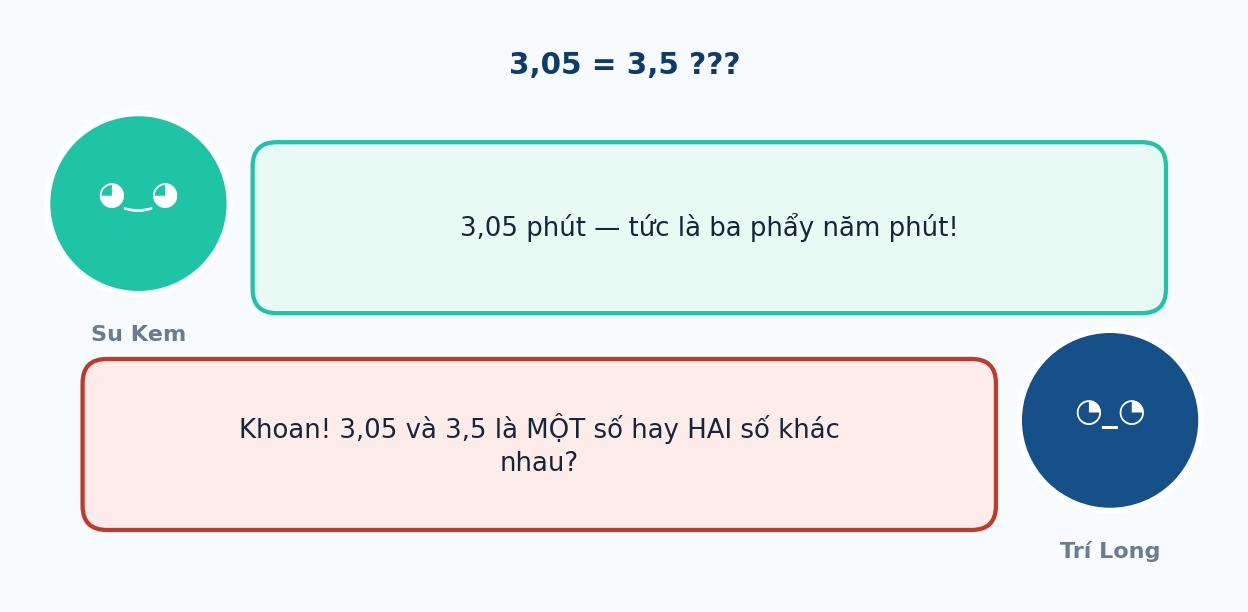 3,05 = 3,5 ???
3,05 phút — tức là ba phẩy năm phút!
Su Kem
Khoan! 3,05 và 3,5 là MỘT số hay HAI số khác
nhau?
Trí Long